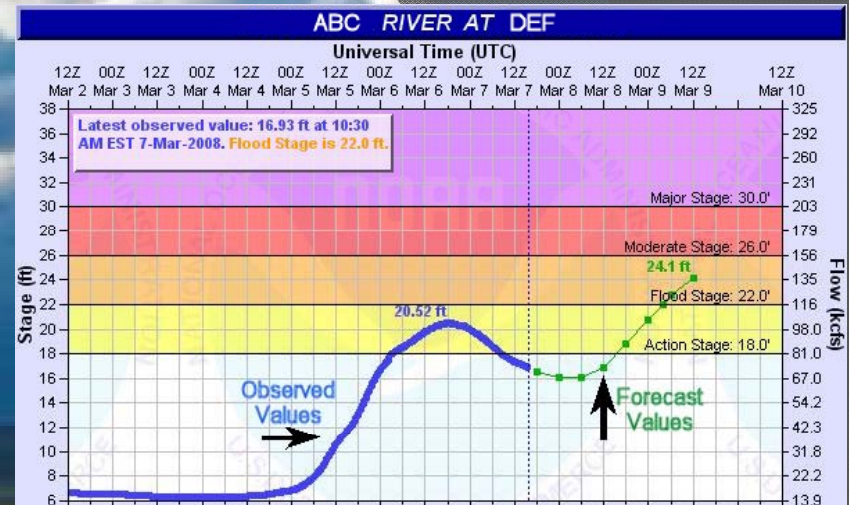 ABC RIVER AT DEF
Universal Time (UTC)
12Z 00Z 12Z 00Z 12Z 00Z 12Z 00Z 12Z 00Z 12Z 00Z 12Z 00Z 12Z 12Z
Mar 2 Mar 3 Mar 3 Mar 4 Mar 4 Mar 5 Mar 5 Mar 6 Mar 6 Mar 7 Mar 7 Mar 8 Mar 8 Mar 9 Mar 9 Mar 10
Latest observed value: 16.93 ft at 10:30
AM EST 7-Mar-2008. Flood Stage is 22.0 ft.
38 325
36 292
34 260
32 231
Major Stage: 30.0'
30 203
28 179
Moderate Stage: 26.0'
26 156
24.1 ft
24 135
Flood Stage: 22.0'
22 116
20.52 ft
20 98.0
Action Stage: 18.0'
18 81.0
16 67.0
14 54.2
12 42.3
10 31.8
8 22.2
6 13.9
Stage (ft)
Flow (kcfs)
Observed
Values
Forecast
Values
NOAA